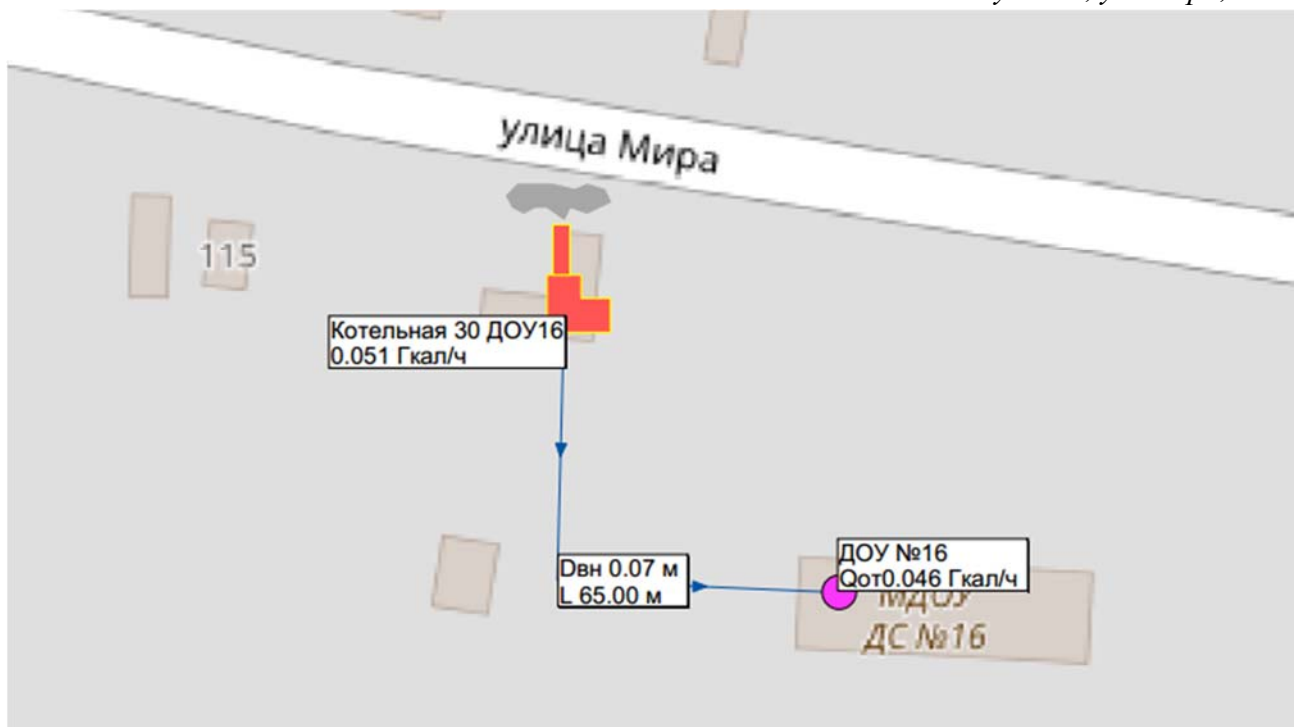 улица Мира
115
Котельная 30 ДОУ16
0.051 Гкал/ч
Dвн 0.07 м
L 65.00 м
ДОУ №16
Qот0.046 Гкал/ч
МДОУ
ДС №16